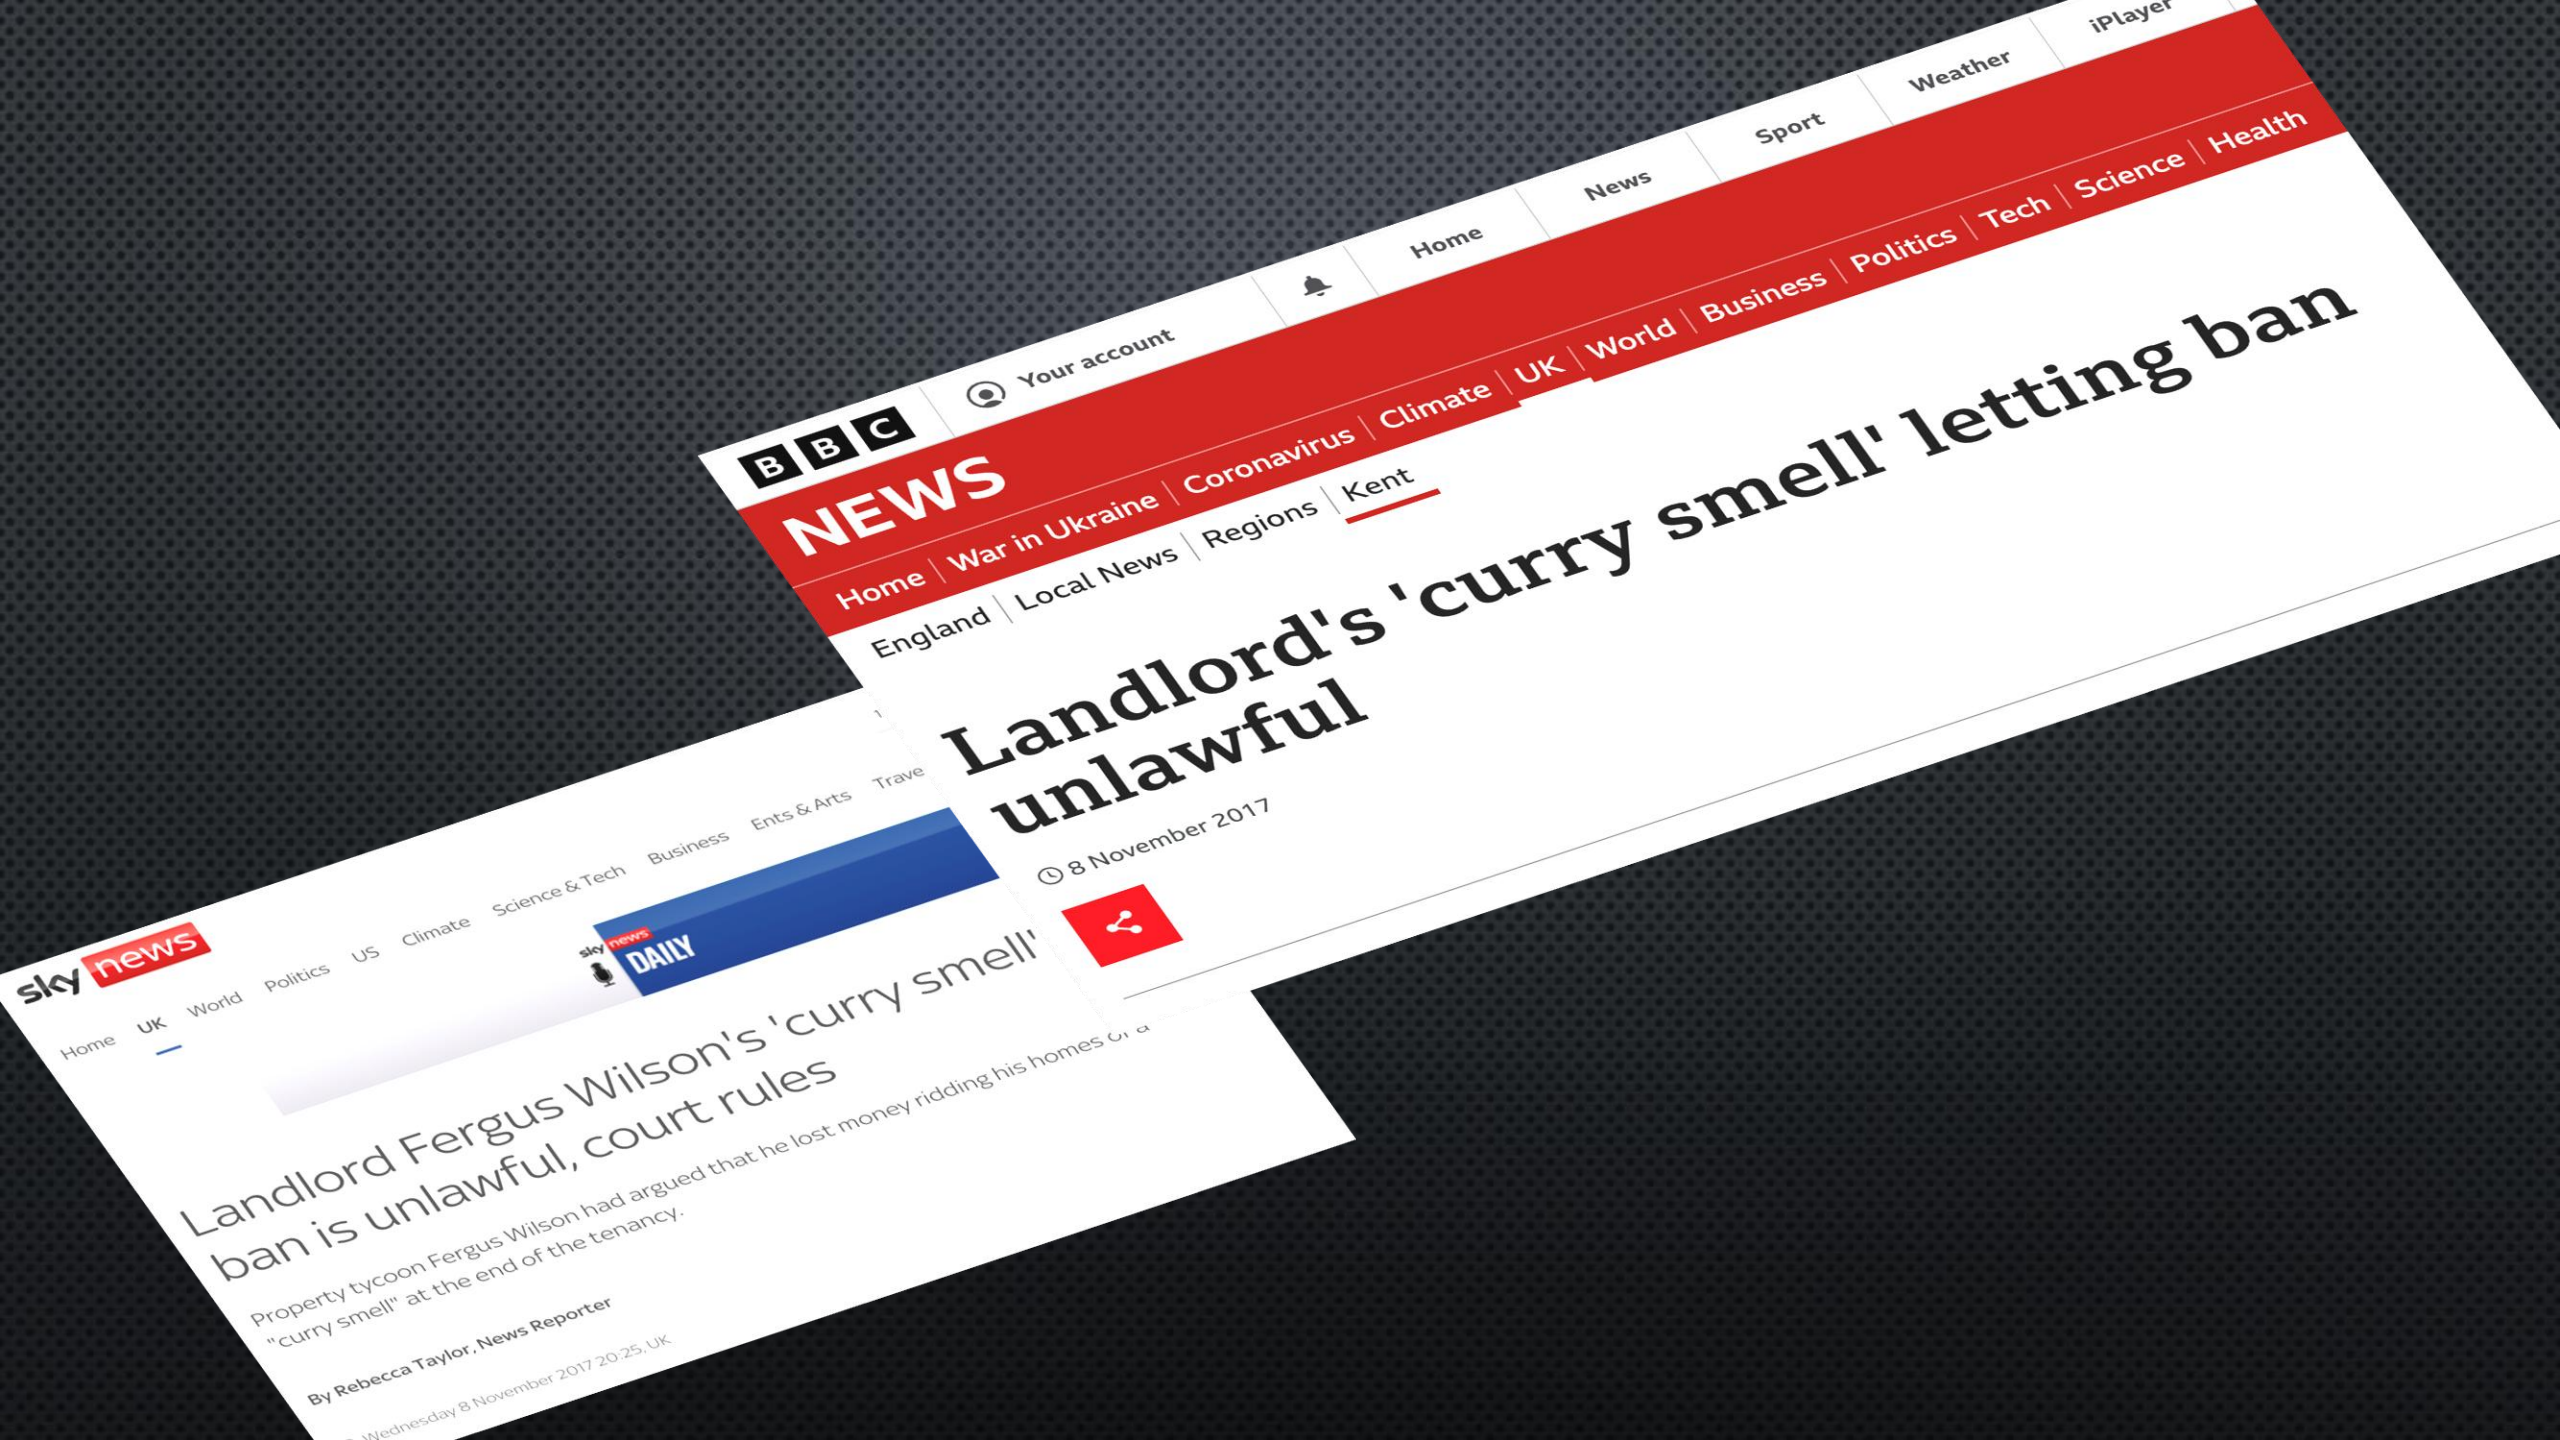 BBC
Your account
Home
News
Sport
Weather
iPlayer
NEWS
Home
War in Ukraine
Coronavirus
Climate
UK
World
Business
Politics
Tech
Science
Health
England
Local News
Regions
Kent
Landlord's 'curry smell' letting ban
unlawful
8 November 2017
sky news
Home
UK
World
Politics
US
Climate
Science & Tech
Business
Ents & Arts
Trave
sky news
DAILY
Landlord Fergus Wilson's 'curry smell'
ban is unlawful, court rules
Property tycoon Fergus Wilson had argued that he lost money ridding his homes of a
"curry smell" at the end of the tenancy.
By Rebecca Taylor, News Reporter
Wednesday 8 November 2017 20:25, UK